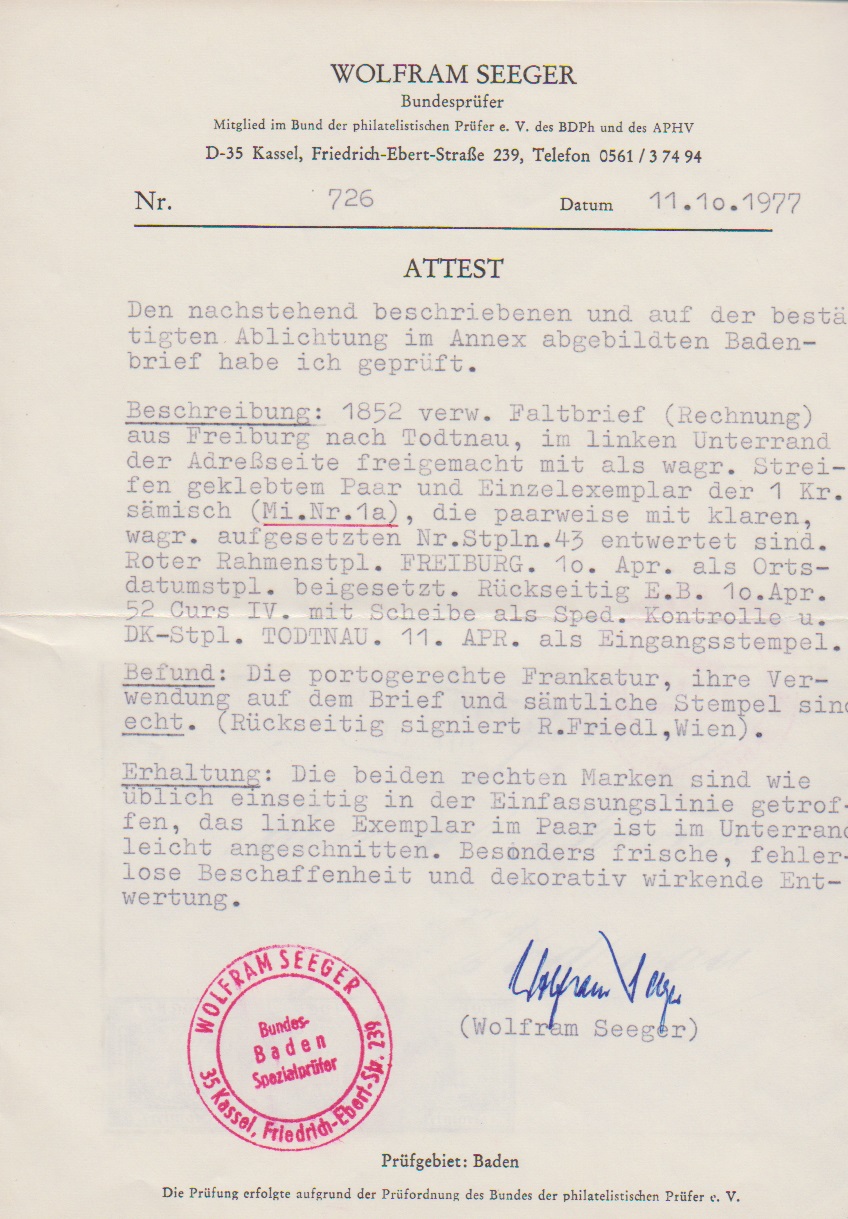 WOLFRAM SEEGER
Bundesprüfer
Mitglied im Bund der philatelistischen Prüfer e. V. des BDPh und des APHV
D-35 Kassel, Friedrich-Ebert-Straße 239, Telefon 0561 / 3 74 94
Nr. 726 Datum 11.1o.1977
ATTEST
Den nachstehend beschriebenen und auf der bestä
tigten Ablichtung im Annex abgebildten Baden-
brief habe ich geprüft.
Beschreibung: 1852 verw. Faltbrief (Rechnung)
aus Freiburg nach Todtnau, im linken Unterrand
der Adreßseite freigemacht mit als wagr. Strei-
fen geklebtem Paar und Einzelexemplar der 1 Kr.
sämisch (Mi.Nr.1a), die paarweise mit klaren,
wagr. aufgesetzten Nr.Stpln.43 entwertet sind.
Roter Rahmenstpl. FREIBURG. 1o. Apr. als Orts-
datumstpl. beigesetzt. Rückseitig E.B. 1o.Apr.
52 Curs IV. mit Scheibe als Sped. Kontrolle u.
DK-Stpl. TODTNAU. 11. APR. als Eingangsstempel.
Befund: Die portogerechte Frankatur, ihre Ver-
wendung auf dem Brief und sämtliche Stempel sind
echt. (Rückseitig signiert R.Friedl,Wien).
Erhaltung: Die beiden rechten Marken sind wie
üblich einseitig in der Einfassungslinie getrof-
fen, das linke Exemplar im Paar ist im Unterrand
leicht angeschnitten. Besonders frische, fehler-
lose Beschaffenheit und dekorativ wirkende Ent-
wertung.
WOLFRAM SEEGER
Bundes-
Baden
Spezialprüfer
35 Kassel, Friedrich-Ebert-Str. 239
Wolfram Seeger
(Wolfram Seeger)
Prüfgebiet: Baden
Die Prüfung erfolgte aufgrund der Prüfordnung des Bundes der philatelistischen Prüfer e. V.